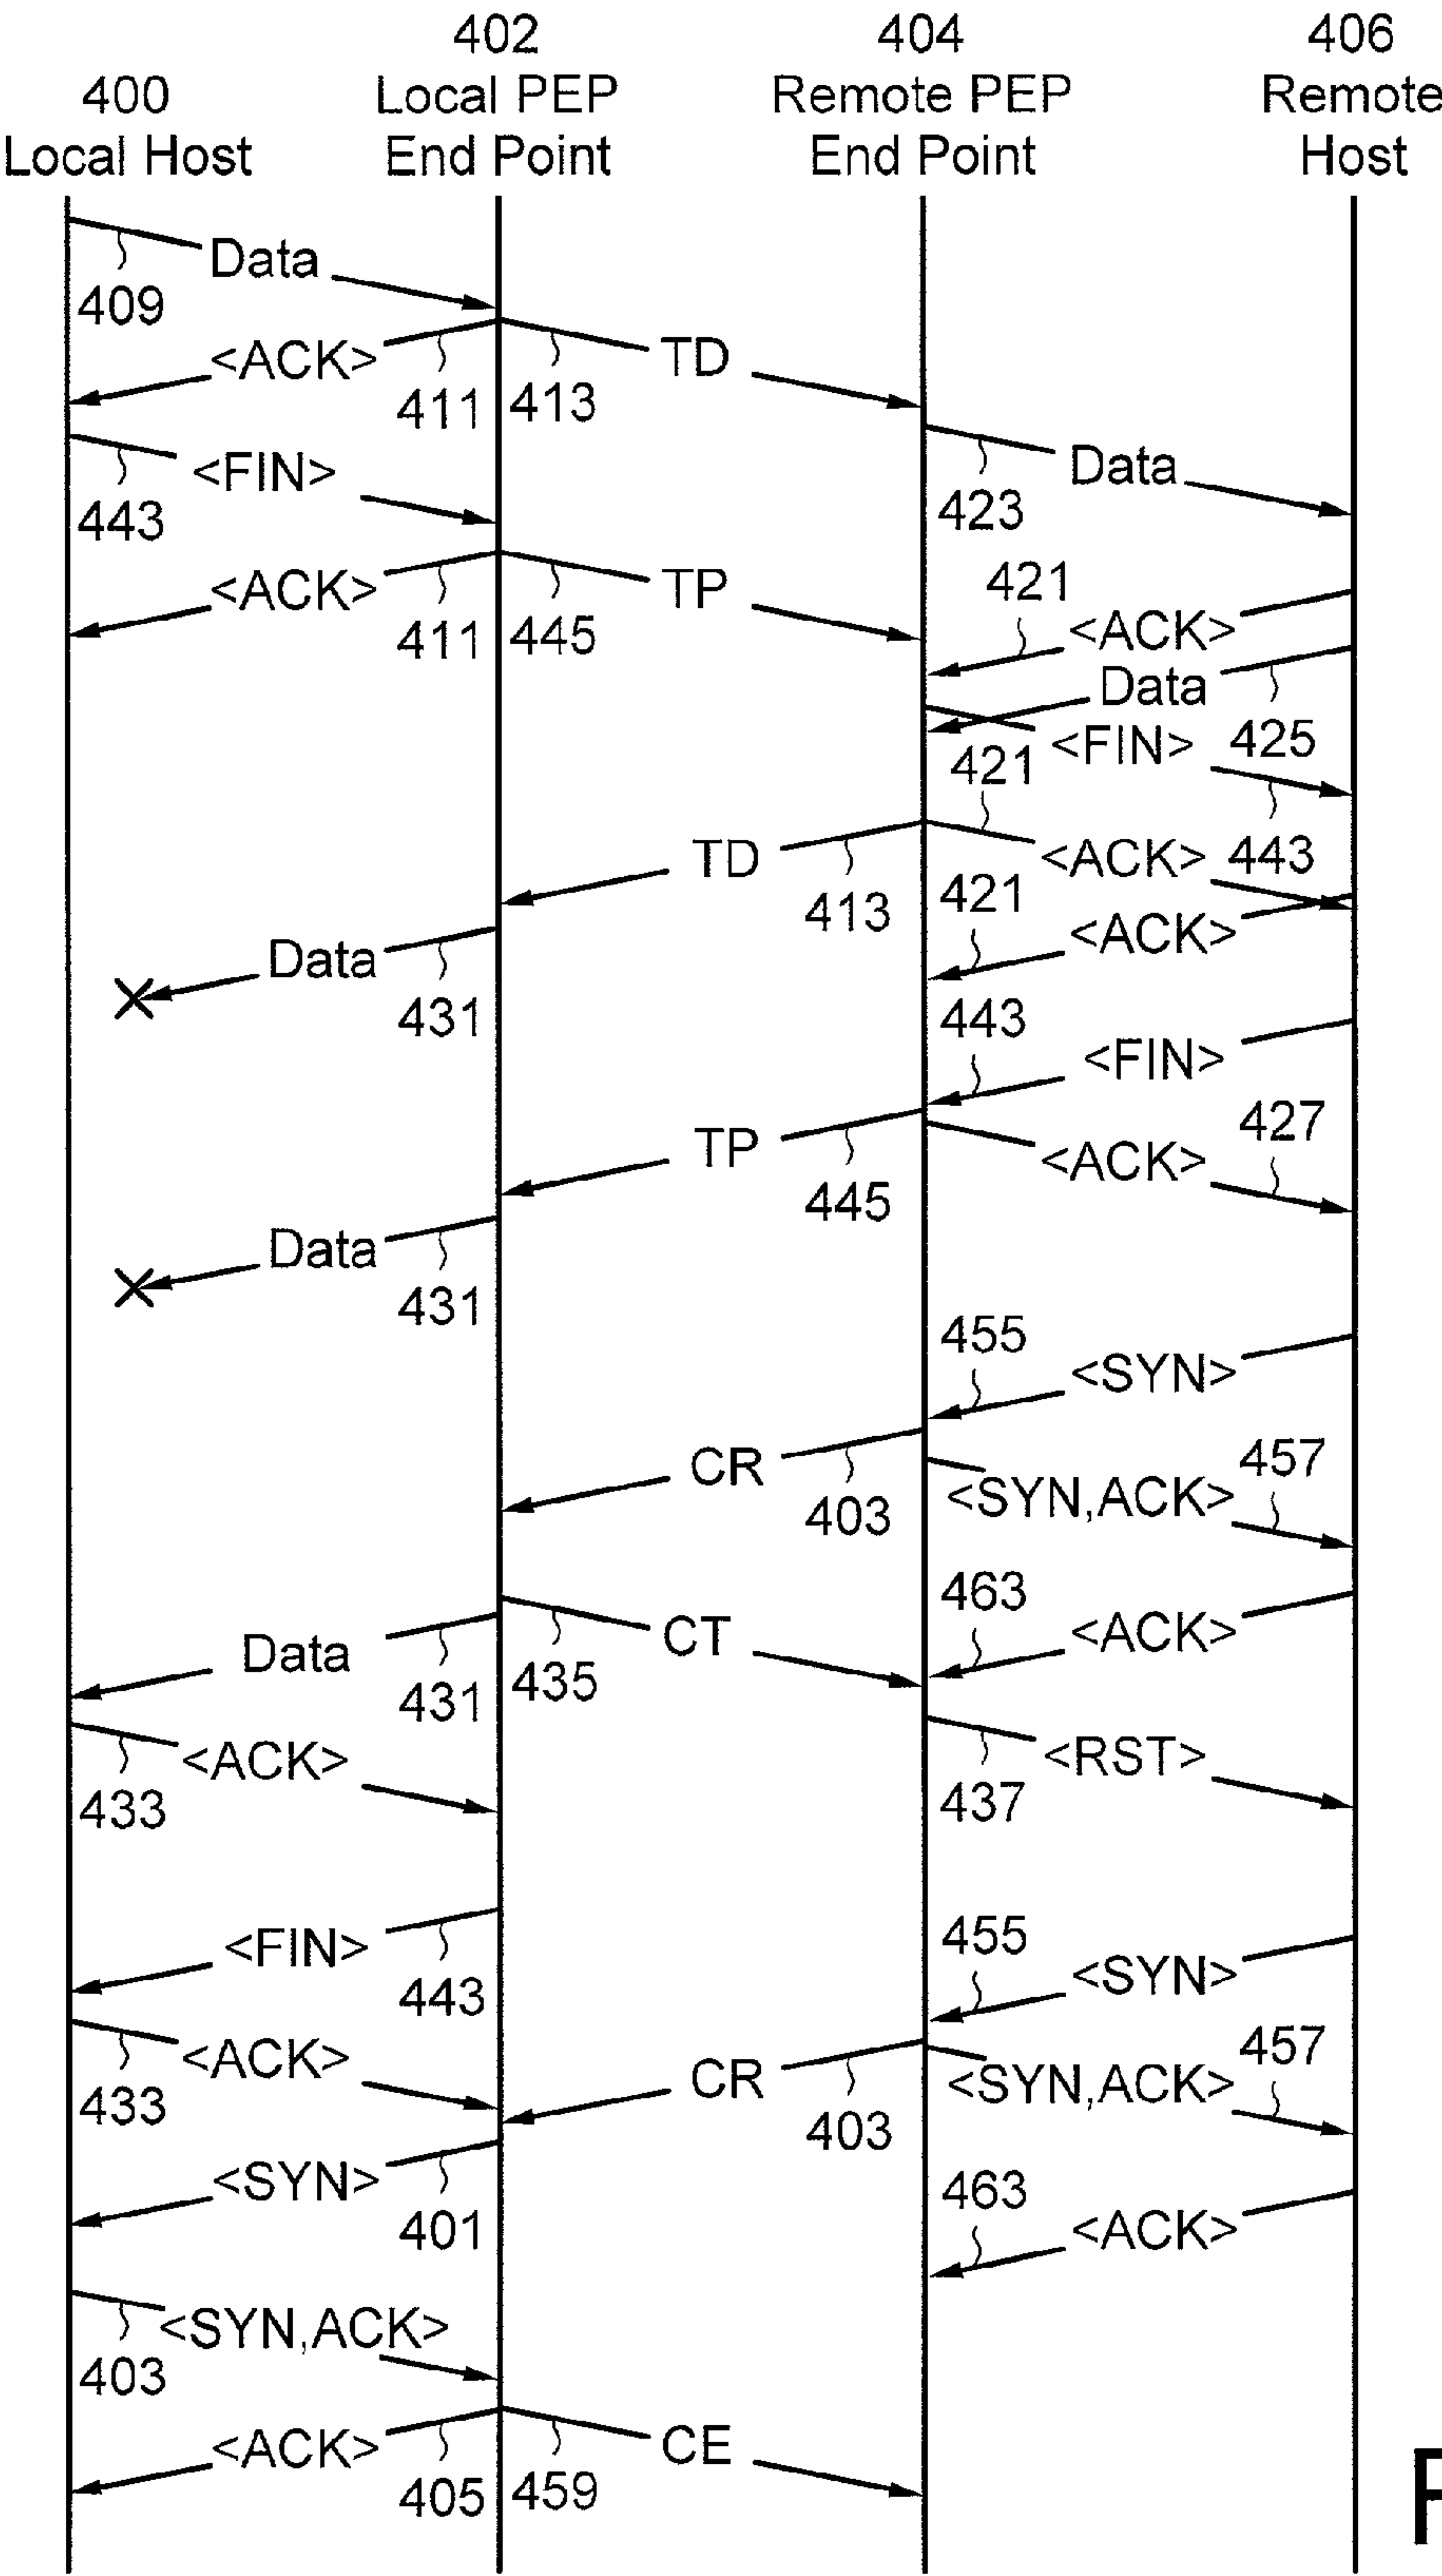 402
404
406
400
Local PEP
Remote PEP
Remote
Local Host
End Point
End Point
Host
Data
409
<ACK>
TD
411
413
<FIN>
Data
443
423
<ACK>
TP
421
411
445
<ACK>
Data
<FIN>
425
421
TD
<ACK>
443
413
421
<ACK>
Data
431
443
<FIN>
427
TP
<ACK>
445
Data
431
455
<SYN>
CR
457
403
<SYN,ACK>
463
CT
<ACK>
Data
435
431
<ACK>
<RST>
433
437
455
<FIN>
<SYN>
443
457
<ACK>
CR
<SYN,ACK>
433
403
<SYN>
463
401
<ACK>
<SYN,ACK>
403
<ACK>
CE
405
459